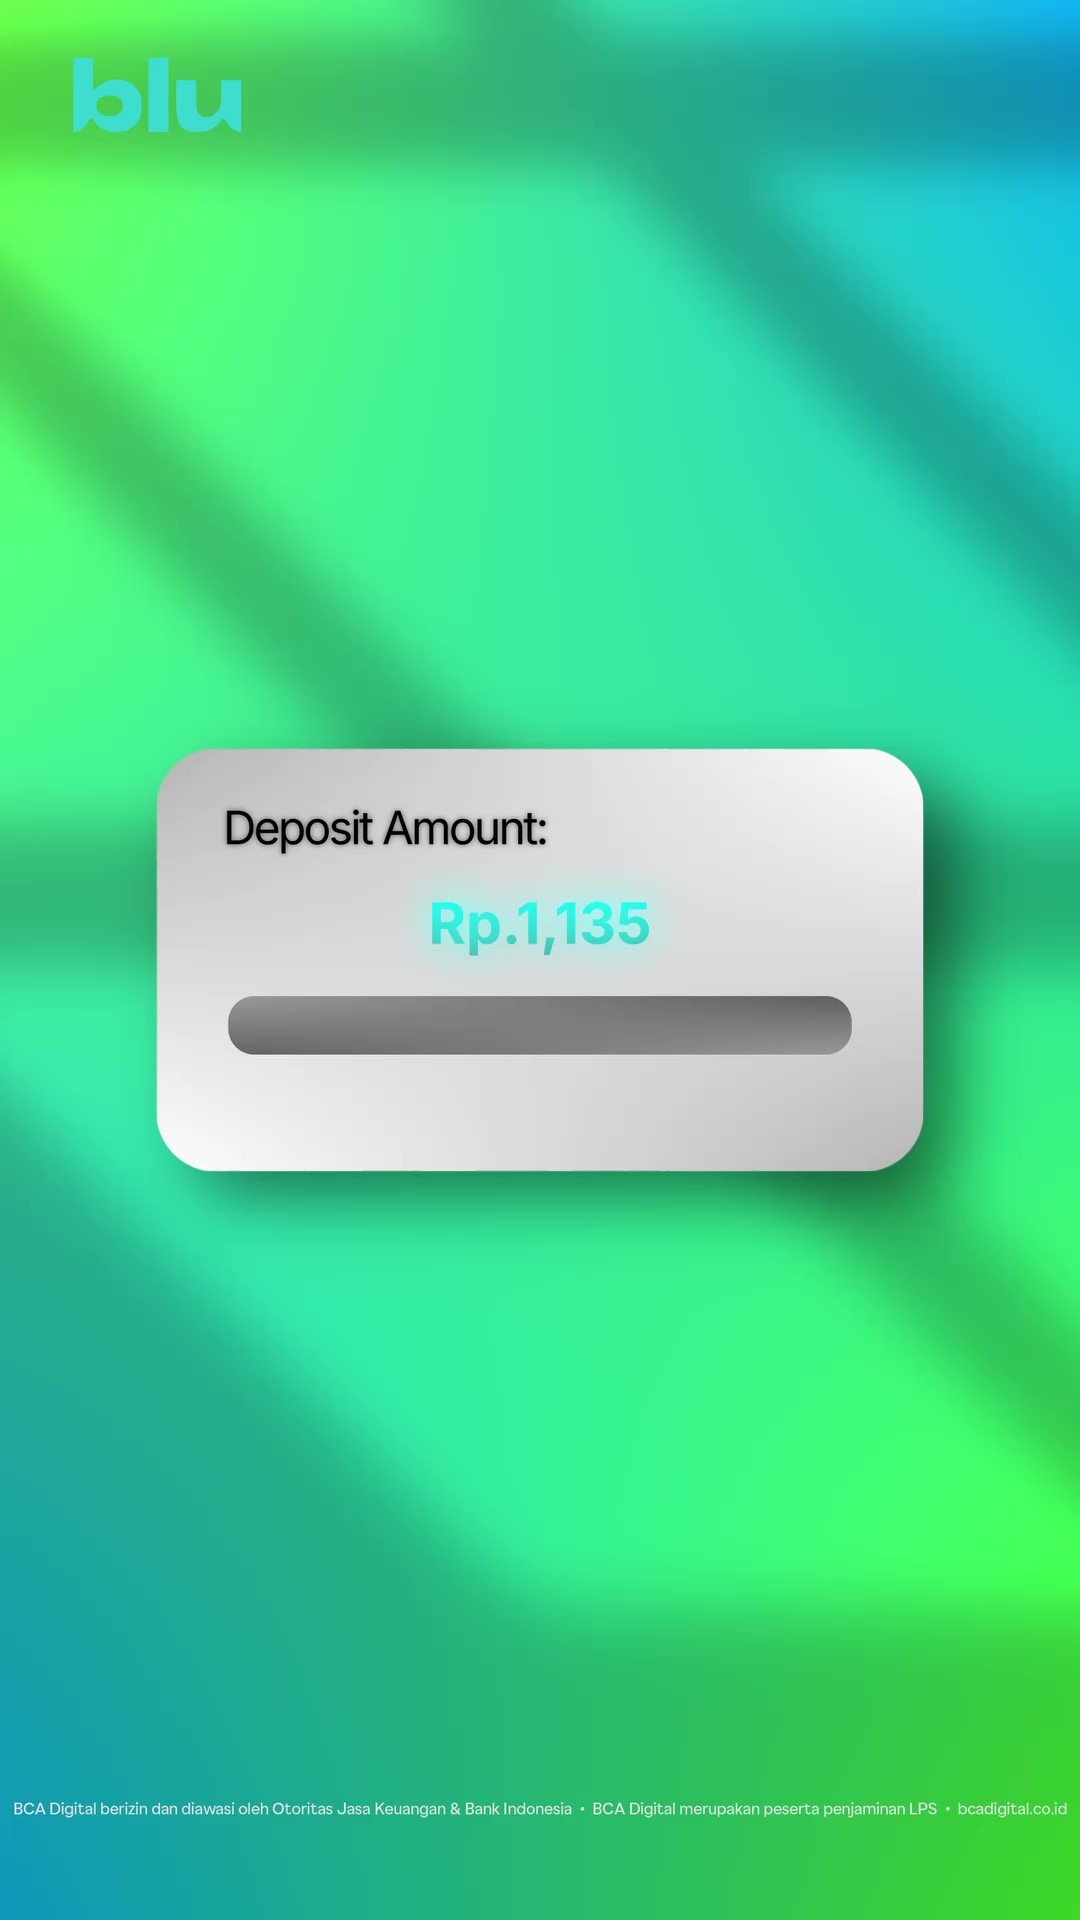 blu
Deposit Amount:
Rp.1,135
BCA Digital berizin dan diawasi oleh Otoritas Jasa Keuangan & Bank Indonesia • BCA Digital merupakan peserta penjaminan LPS • bcadigital.co.id